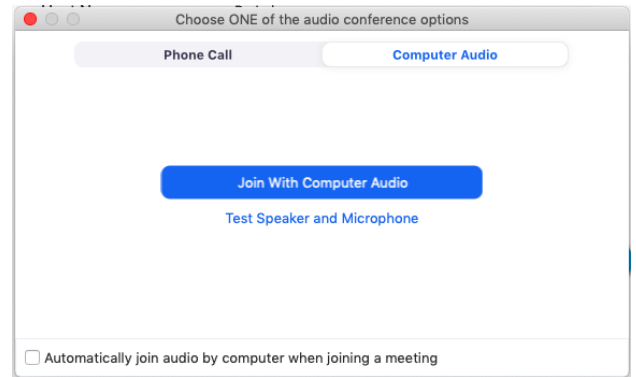 Choose ONE of the audio conference options
Phone Call Computer Audio
Join With Computer Audio
Test Speaker and Microphone
Automatically join audio by computer when joining a meeting